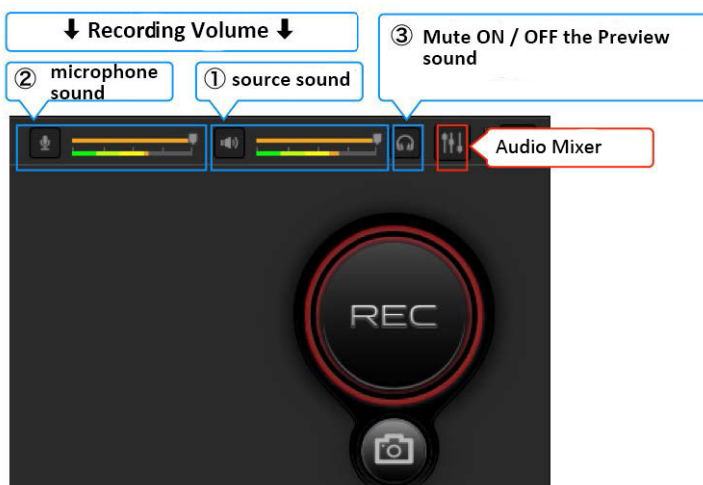 ⬇ Recording Volume ⬇
② microphone
sound
① source sound
③ Mute ON / OFF the Preview
sound
Audio Mixer
REC